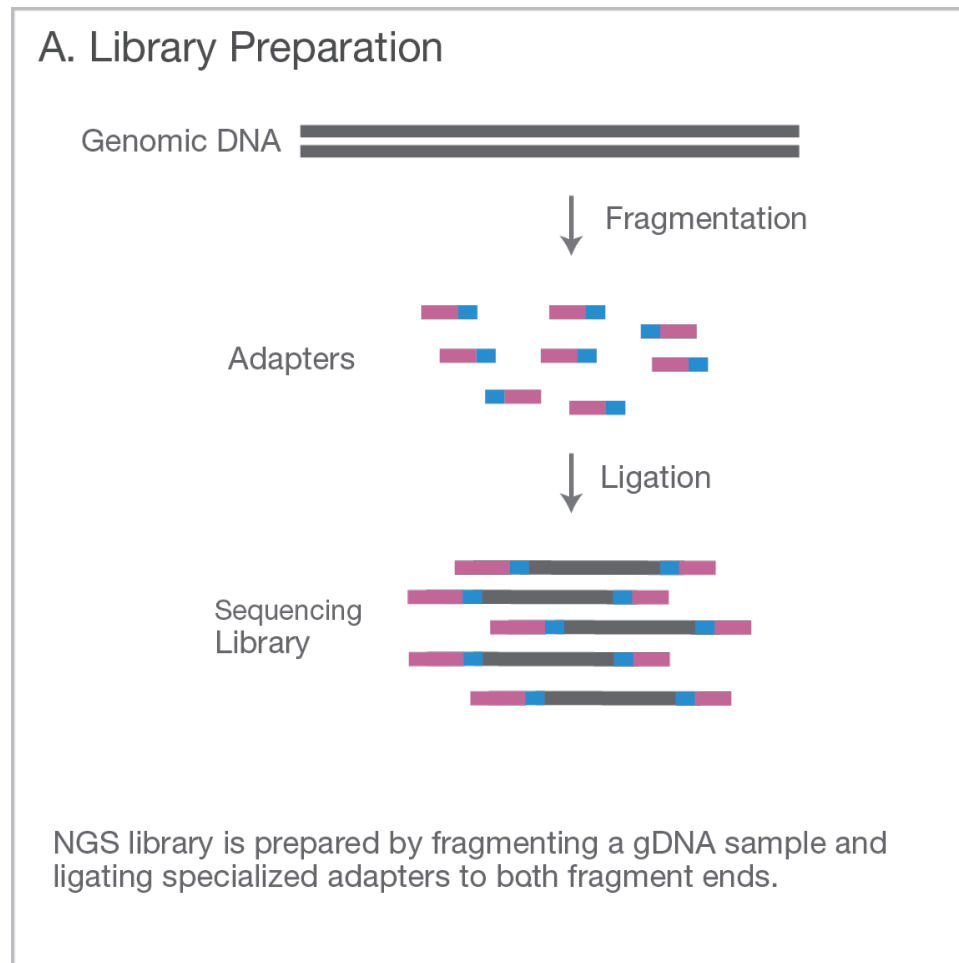 A. Library Preparation
Genomic DNA
Fragmentation
Adapters
Ligation
Sequencing
Library
NGS library is prepared by fragmenting a gDNA sample and
ligating specialized adapters to both fragment ends.